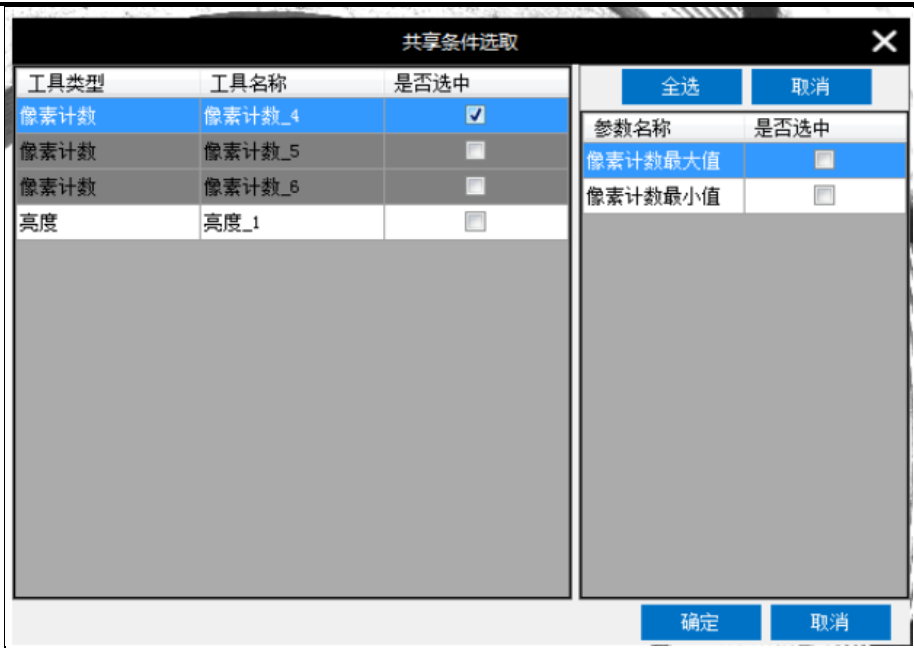 共享条件选取
工具类型 工具名称 是否选中
像素计数 像素计数_4
像素计数 像素计数_5
像素计数 像素计数_6
亮度 亮度_1
全选 取消
参数名称 是否选中
像素计数最大值
像素计数最小值
确定 取消